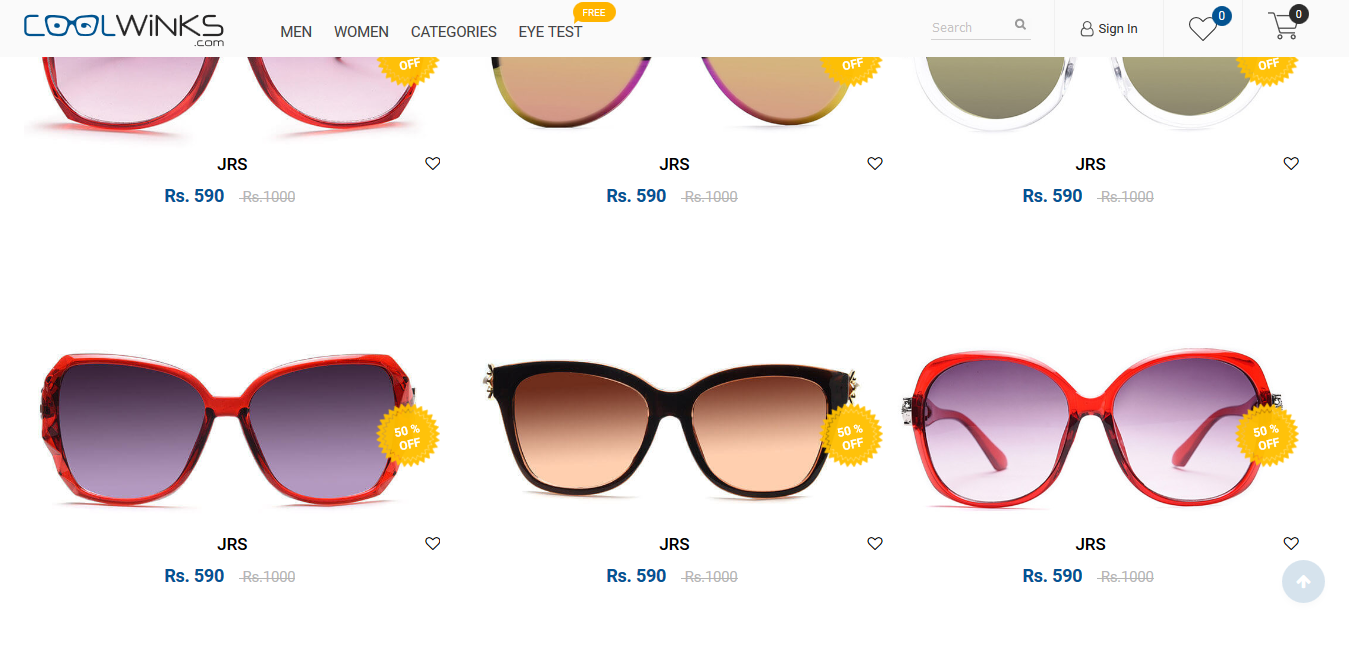 COOLWiNKS
.com
MEN WOMEN CATEGORIES EYE TEST
FREE
Search
Sign In
0
0
OFF
OFF
OFF
JRS
JRS
JRS
Rs. 590 Rs.1000
Rs. 590 Rs.1000
Rs. 590 Rs.1000
50 %
OFF
50 %
OFF
50 %
OFF
JRS
JRS
JRS
Rs. 590 Rs.1000
Rs. 590 Rs.1000
Rs. 590 Rs.1000